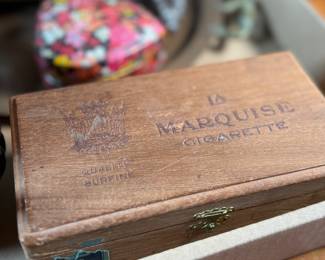 La
MARQUISE
CIGARETTE
QUALITÉ
SURFINE